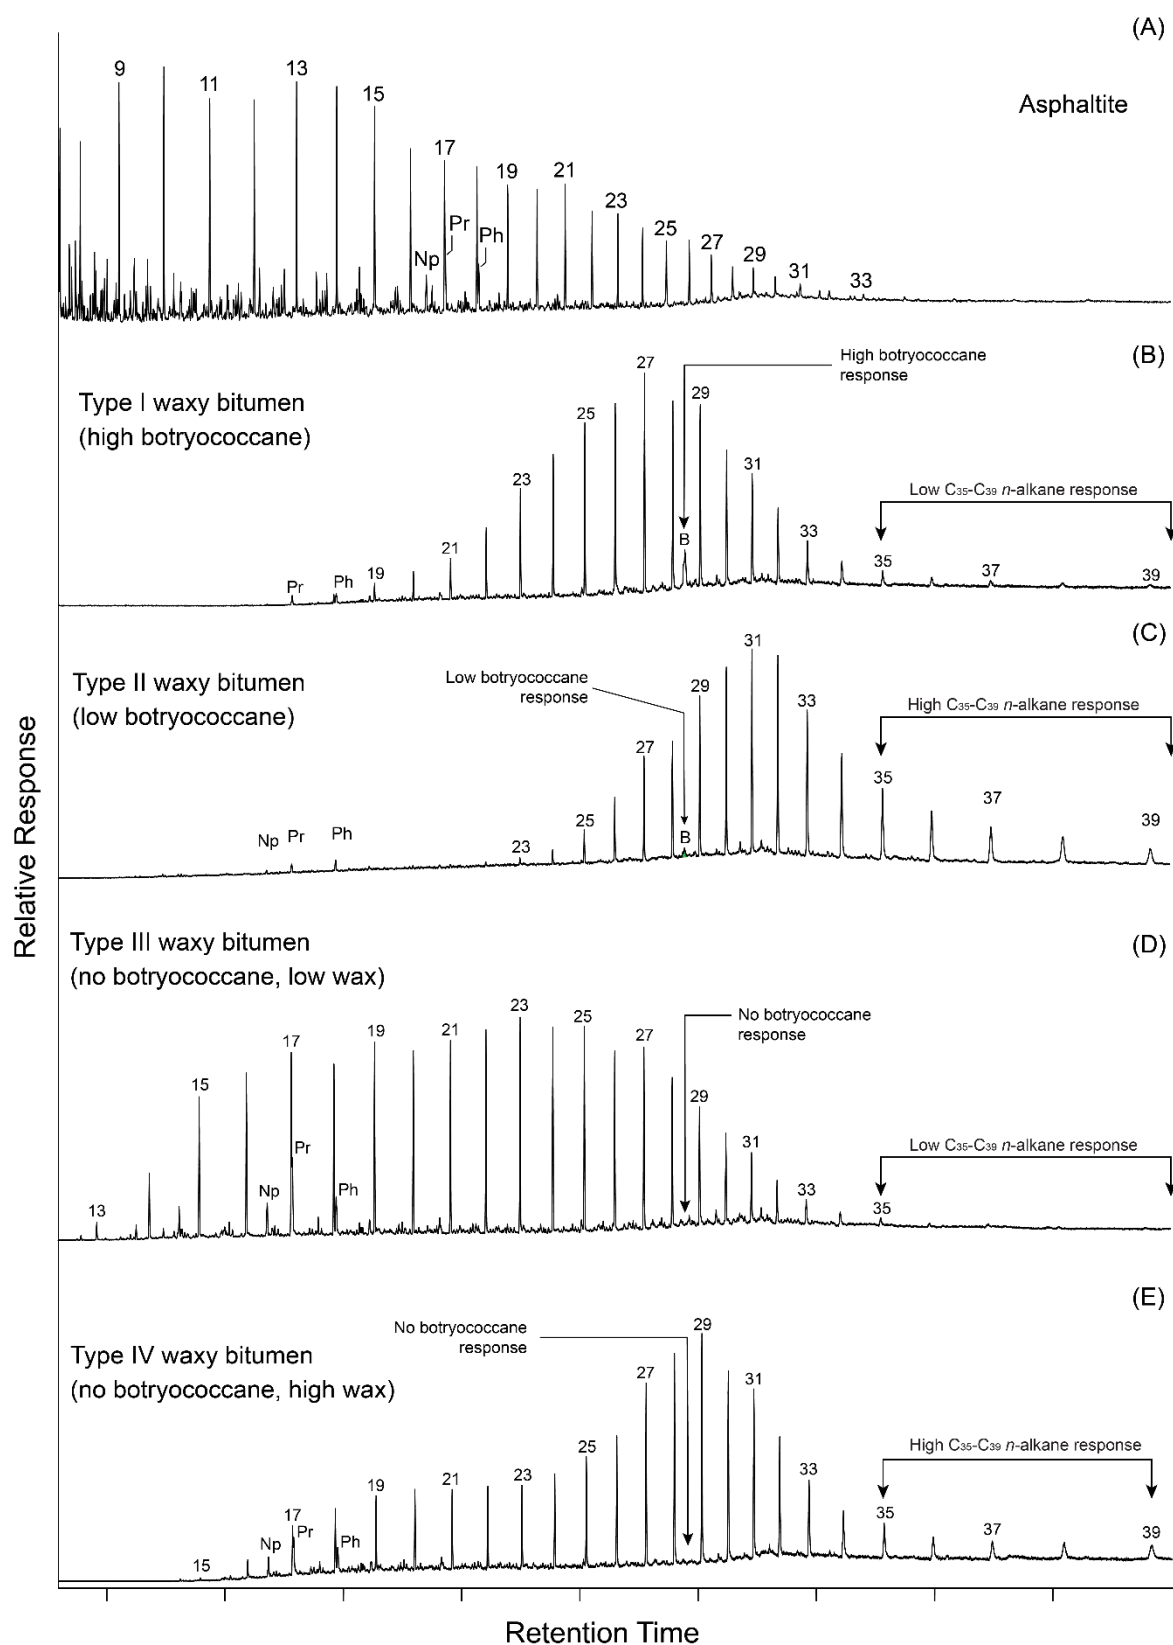 (A)
Asphaltite
9
11
13
15
17
Pr
Np
Ph
19
21
23
25
27
29
31
33
(B)
Type I waxy bitumen
(high botryococcane)
High botryococcane
response
Low C35-C39 n-alkane response
Pr
Ph
19
21
23
25
27
B
29
31
33
35
37
39
(C)
Type II waxy bitumen
(low botryococcane)
Low botryococcane
response
High C35-C39 n-alkane response
Np
Pr
Ph
23
25
27
B
29
31
33
35
37
39
(D)
Type III waxy bitumen
(no botryococcane, low wax)
No botryococcane
response
Low C35-C39 n-alkane response
13
15
Np
17
Pr
Ph
19
21
23
25
27
29
31
33
35
(E)
Type IV waxy bitumen
(no botryococcane, high wax)
No botryococcane
response
High C35-C39 n-alkane response
15
Np
17
Pr
Ph
19
21
23
25
27
29
31
33
35
37
39
Relative Response
Retention Time